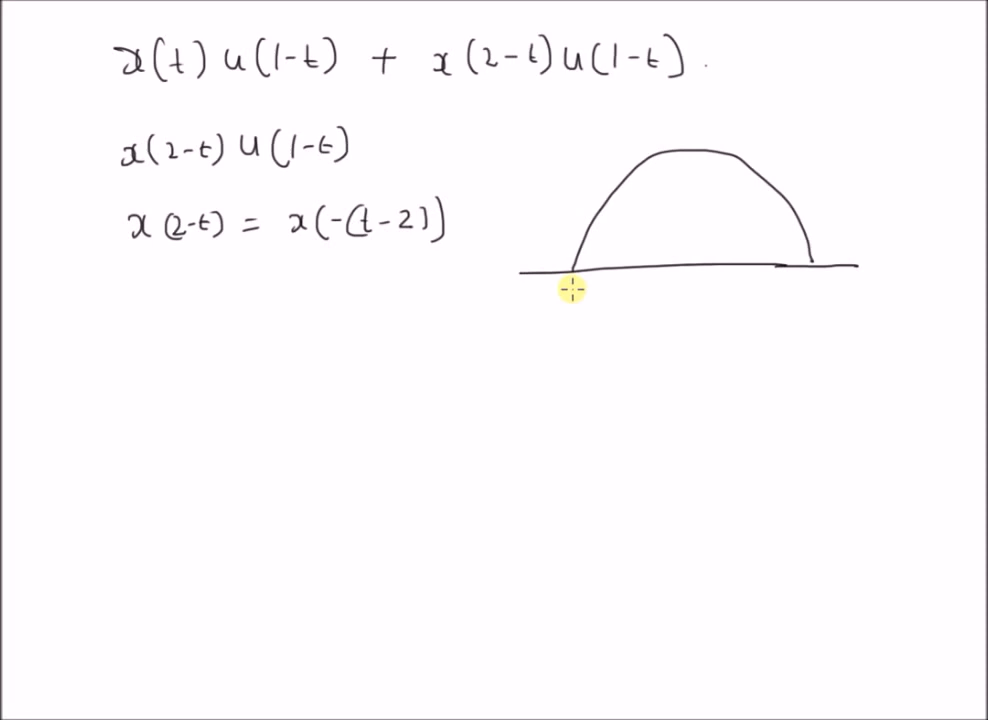 x(t) u(1-t) + x(2-t) u(1-t).
x(2-t) u(1-t)
x(2-t) = x(-(t-2))